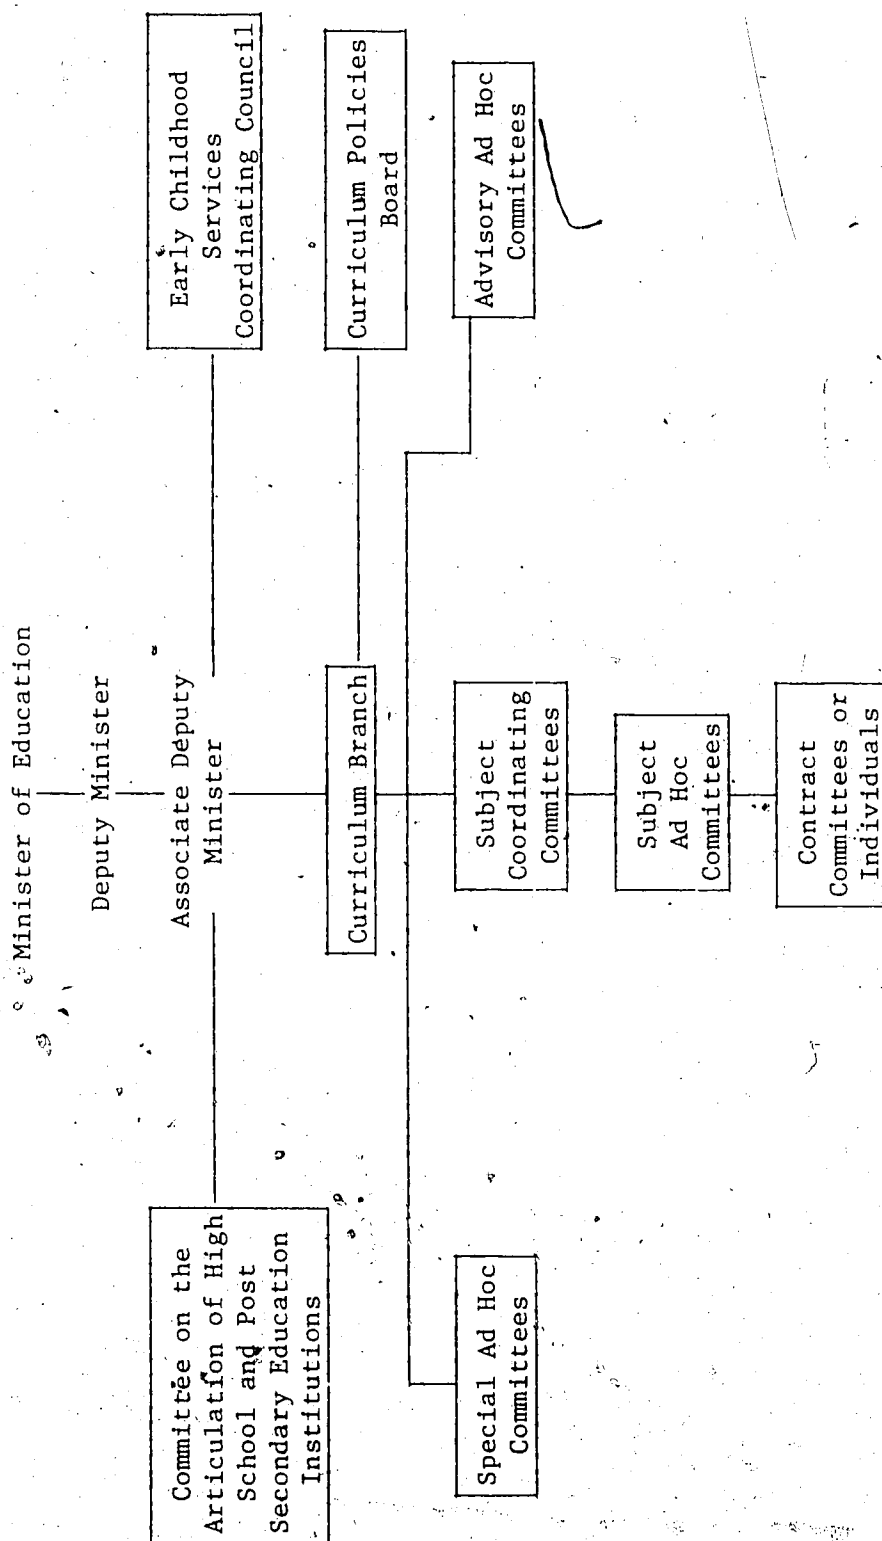 Minister of Education
Deputy Minister
Associate Deputy
Minister
Committee on the
Articulation of High
School and Post
Secondary Education
Institutions
Early Childhood
Services
Coordinating Council
Curriculum Branch
Curriculum Policies
Board
Special Ad Hoc
Committees
Subject
Coordinating
Committees
Advisory Ad Hoc
Committees
Subject
Ad Hoc
Committees
Contract
Committees or
Individuals